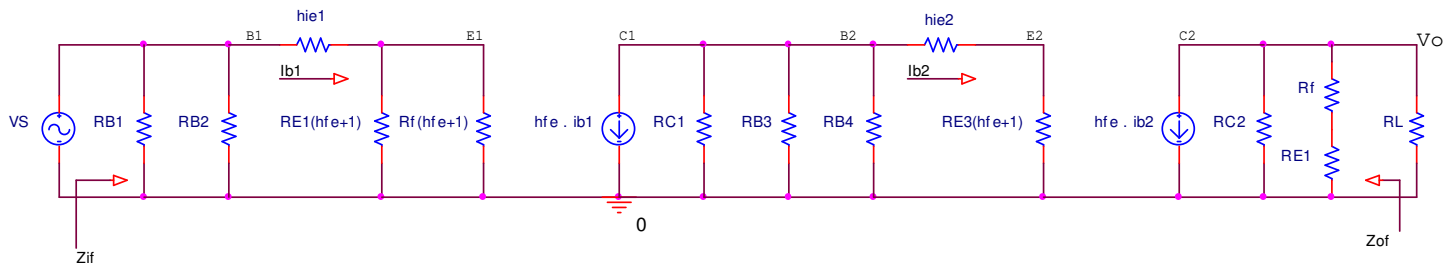 hie1
hie2
B1
E1
C1
B2
E2
C2
Vo
Ib1
Ib2
Rf
VS
RB1
RB2
RE1(hfe+1)
Rf(hfe+1)
hfe . ib1
RC1
RB3
RB4
RE3(hfe+1)
hfe . ib2
RC2
RL
RE1
0
Zif
Zof